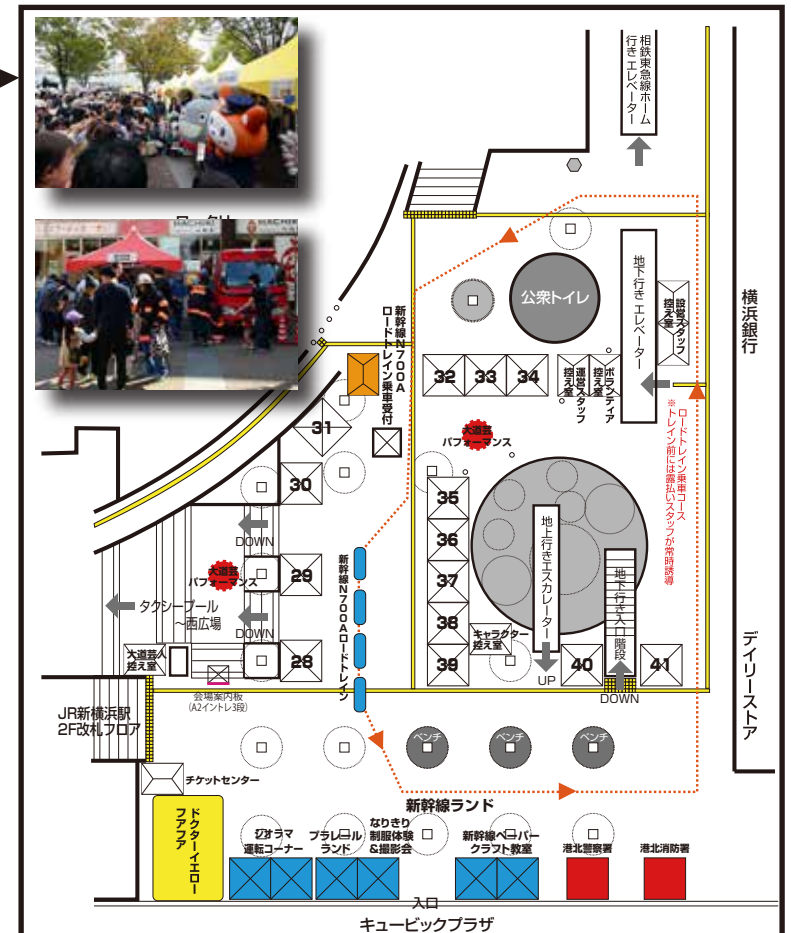 相鉄東急線ホーム
行き エレベーター
公衆トイレ
地下行き エレベーター
設営スタッフ
控え室
横浜銀行
新幹線N700A
ロードトレイン乗車受付
32
33
34
運営スタッフ
控え室
ボランティア
控え室
※ロードトレイン乗車コース
トレイン前には露払いスタッフが常時誘導
大道芸
パフォーマンス
31
30
29
28
DOWN
大道芸
パフォーマンス
DOWN
タクシープール
～西広場
大道芸人
控え室
会場案内板
(A2イントレ3段)
新幹線N700Aロードトレイン
35
36
37
38
39
キャラクター
控え室
地上行きエスカレーター
UP
地下行き入口
階段
DOWN
40
41
デイリーストア
JR新横浜駅
2F改札フロア
チケットセンター
ベンチ
ベンチ
ベンチ
新幹線ランド
ドクターイエロー
フアフア
ジオラマ
運転コーナー
プラレール
ランド
なりきり
制服体験
&撮影会
新幹線ペーパー
クラフト教室
港北警察署
港北消防署
入口
キュービックプラザ